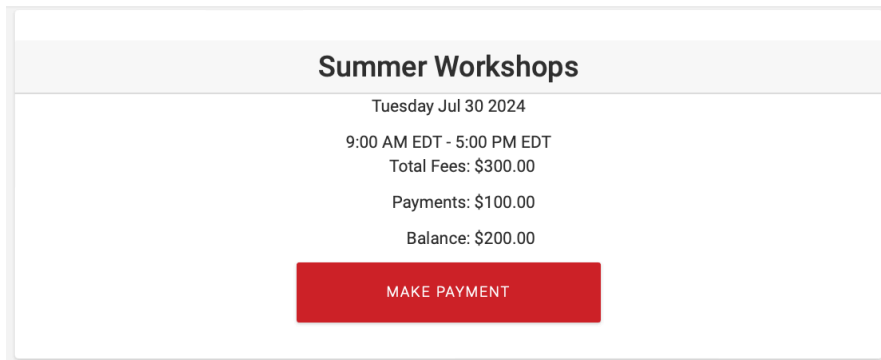 Summer Workshops
Tuesday Jul 30 2024
9:00 AM EDT - 5:00 PM EDT
Total Fees: $300.00
Payments: $100.00
Balance: $200.00
MAKE PAYMENT